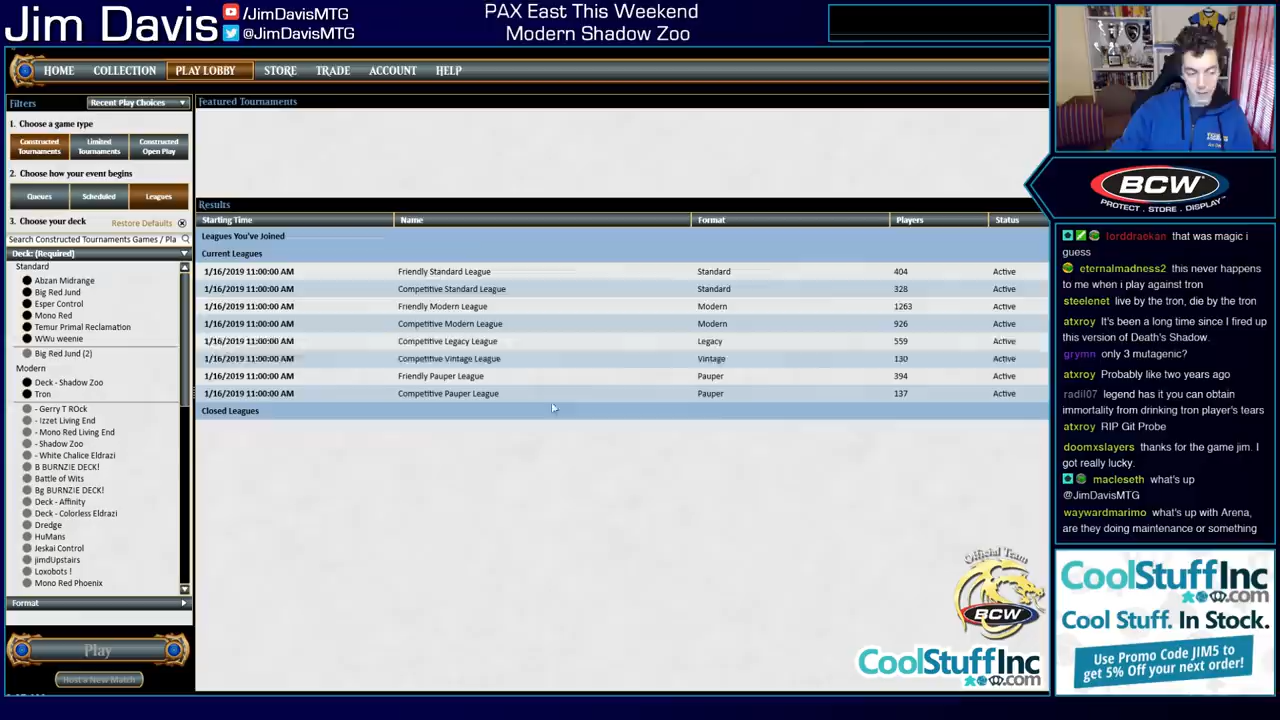 Jim Davis
/JimDavisMTG
@JimDavisMTG
PAX East This Weekend
Modern Shadow Zoo
HOME COLLECTION PLAY LOBBY STORE TRADE ACCOUNT HELP
Filters Recent Play Choices
1. Choose a game type
Constructed Tournaments Limited Tournaments Constructed Open Play
2. Choose how your event begins
Queues Scheduled Leagues
3. Choose your deck Restore Defaults
Search Constructed Tournaments Games / Pla
Deck: (Required)
Standard
Abzan Midrange
Big Red Jund
Esper Control
Mono Red
Temur Primal Reclamation
WWu weenie
Big Red Jund (2)
Modern
Deck - Shadow Zoo
Tron
- Gerry T ROck
- Izzet Living End
- Mono Red Living End
- Shadow Zoo
- White Chalice Eldrazi
B BURNZIE DECK!
Battle of Wits
Bg BURNZIE DECK!
Deck - Affinity
Deck - Colorless Eldrazi
Dredge
HuMans
Jeskai Control
jimdUpstairs
Loxobots !
Mono Red Phoenix
Format
Play
Host a New Match
Featured Tournaments
Results
Starting Time Name Format Players Status
Leagues You've Joined
Current Leagues
1/16/2019 11:00:00 AM Friendly Standard League Standard 404 Active
1/16/2019 11:00:00 AM Competitive Standard League Standard 328 Active
1/16/2019 11:00:00 AM Friendly Modern League Modern 1263 Active
1/16/2019 11:00:00 AM Competitive Modern League Modern 926 Active
1/16/2019 11:00:00 AM Competitive Legacy League Legacy 559 Active
1/16/2019 11:00:00 AM Competitive Vintage League Vintage 130 Active
1/16/2019 11:00:00 AM Friendly Pauper League Pauper 394 Active
1/16/2019 11:00:00 AM Competitive Pauper League Pauper 137 Active
Closed Leagues
Official Team
BCW
CoolStuffInc
.com
BCW
PROTECT. STORE. DISPLAY.
lorddraekan that was magic i
guess
eternalmadness2 this never happens
to me when i play against tron
steelenet live by the tron, die by the tron
atxroy It's been a long time since I fired up
this version of Death's Shadow.
grymn only 3 mutagenic?
atxroy Probably like two years ago
radil07 legend has it you can obtain
immortality from drinking tron player's tears
atxroy RIP Git Probe
doomxslayers thanks for the game jim. I
got really lucky.
macleseth what's up
@JimDavisMTG
waywardmarimo what's up with Arena,
are they doing maintenance or something
CoolStuffInc
.com
Cool Stuff. In Stock.
Use Promo Code JIM5 to
get 5% Off your next order!